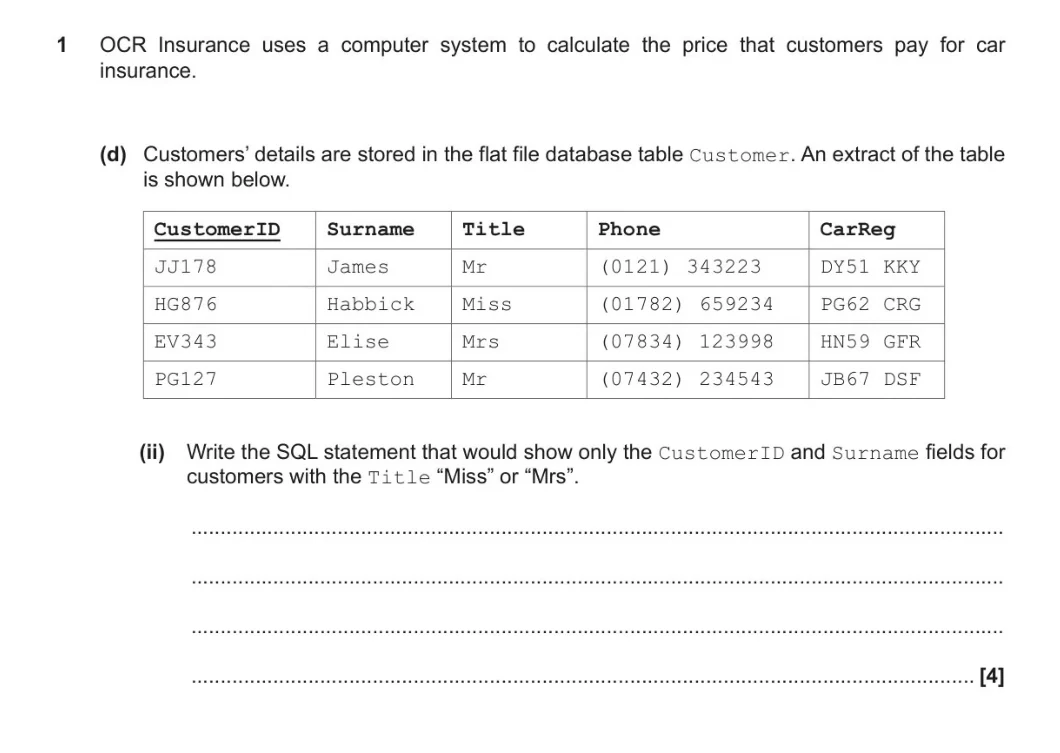 1 OCR Insurance uses a computer system to calculate the price that customers pay for car
insurance.
(d) Customers’ details are stored in the flat file database table Customer. An extract of the table
is shown below.
CustomerID Surname Title Phone CarReg
JJ178 James Mr (0121) 343223 DY51 KKY
HG876 Habbick Miss (01782) 659234 PG62 CRG
EV343 Elise Mrs (07834) 123998 HN59 GFR
PG127 Pleston Mr (07432) 234543 JB67 DSF
(ii) Write the SQL statement that would show only the CustomerID and Surname fields for
customers with the Title “Miss” or “Mrs”.
[4]